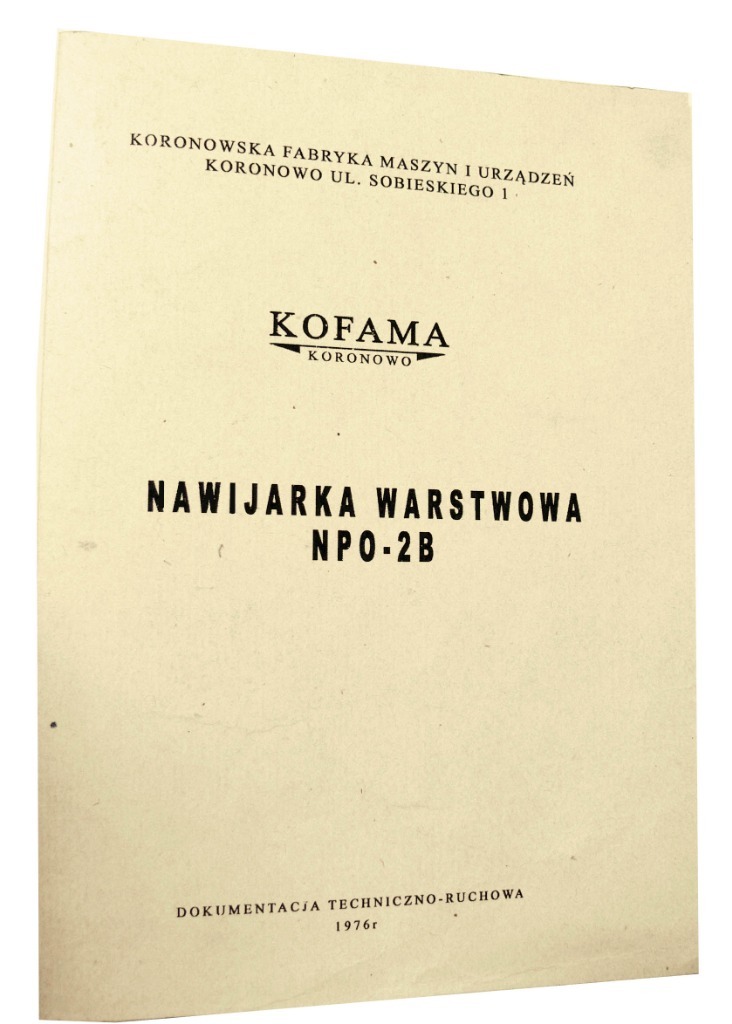 KORONOWSKA FABRYKA MASZYN I URZĄDZEŃ
KORONOWO UL. SOBIESKIEGO 1
KOFAMA
KORONOWO
NAWIJARKA WARSTWOWA
NPO-2B
DOKUMENTACJA TECHNICZNO-RUCHOWA
1976r